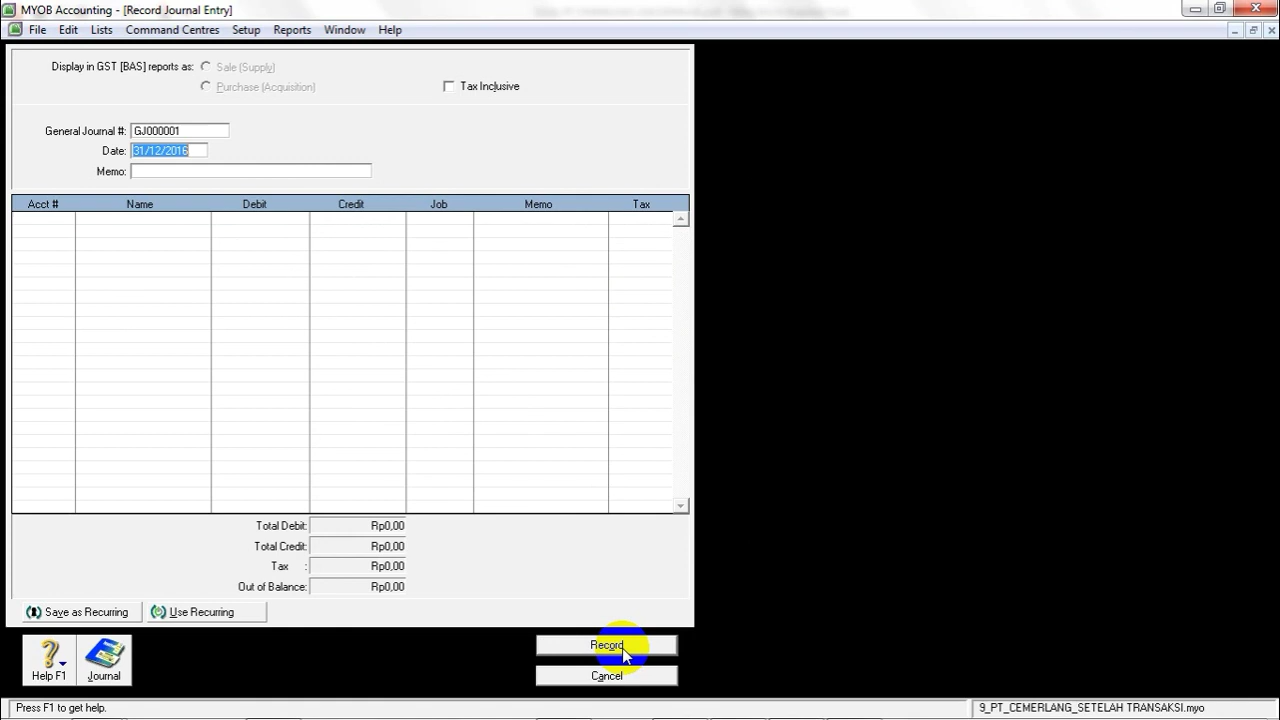 MYOB Accounting - [Record Journal Entry]
File Edit Lists Command Centres Setup Reports Window Help
Display in GST [BAS] reports as: Sale (Supply)
Purchase (Acquisition)
Tax Inclusive
General Journal #: GJ000001
Date: 31/12/2016
Memo:
Acct # Name Debit Credit Job Memo Tax
Total Debit: Rp0,00
Total Credit: Rp0,00
Tax : Rp0,00
Out of Balance: Rp0,00
Save as Recurring Use Recurring
Record
Help F1 Journal
Cancel
Press F1 to get help. 9_PT_CEMERLANG_SETELAH TRANSAKSI.myo